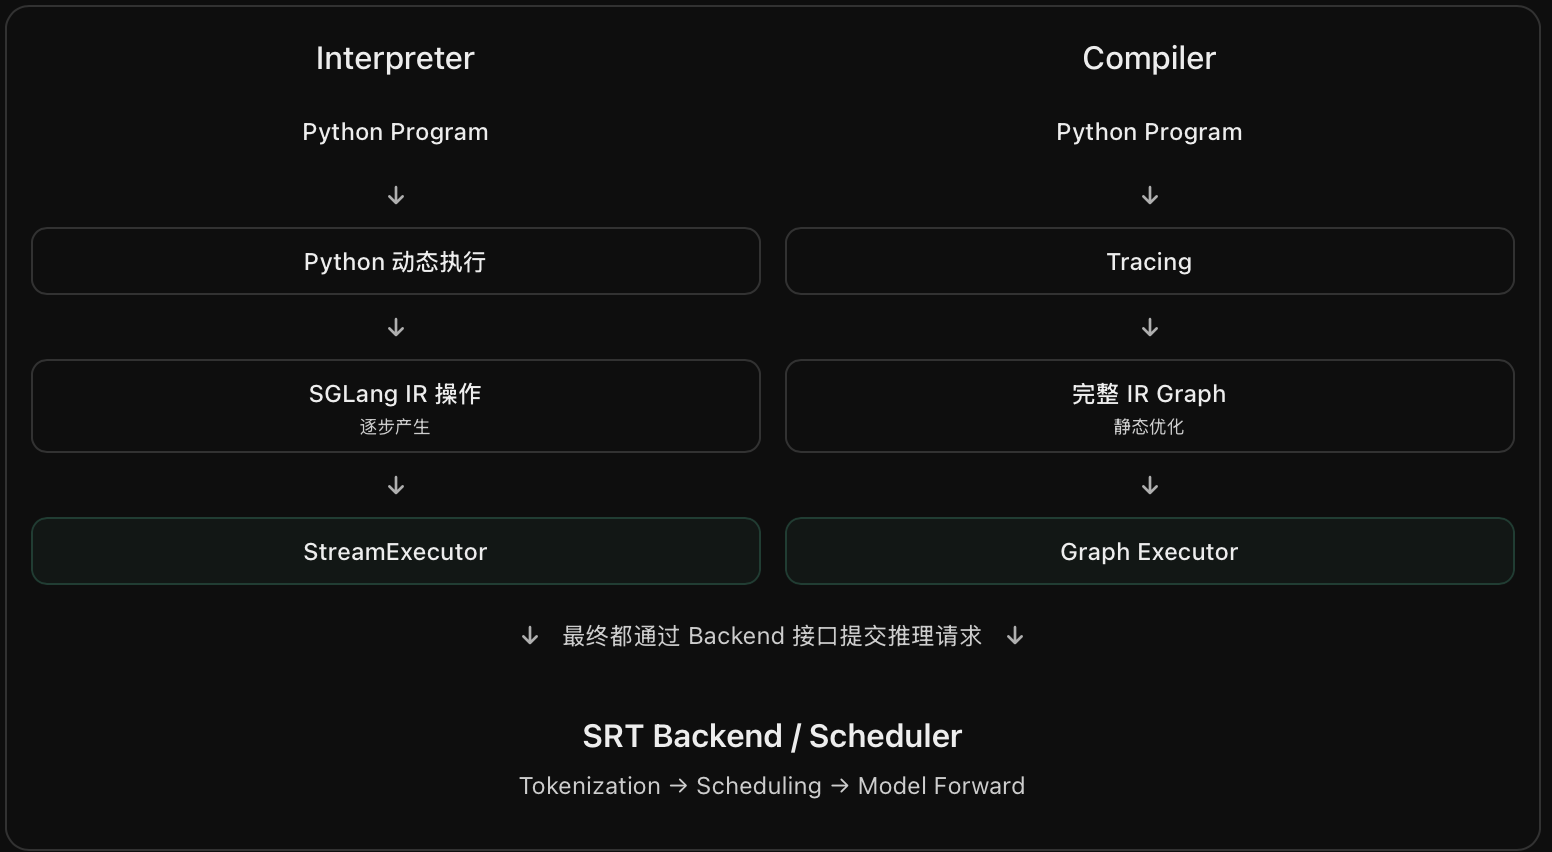 Interpreter
Python Program
↓
Python 动态执行
↓
SGLang IR 操作
逐步产生
↓
StreamExecutor
Compiler
Python Program
↓
Tracing
↓
完整 IR Graph
静态优化
↓
Graph Executor
↓ 最终都通过 Backend 接口提交推理请求 ↓
SRT Backend / Scheduler
Tokenization → Scheduling → Model Forward